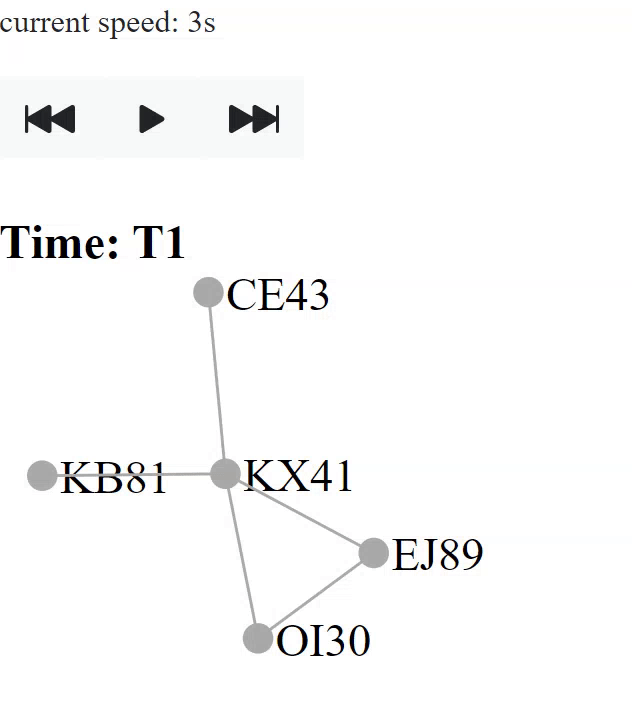 current speed: 3s
Time: T1
CE43
KB81
KX41
EJ89
OI30